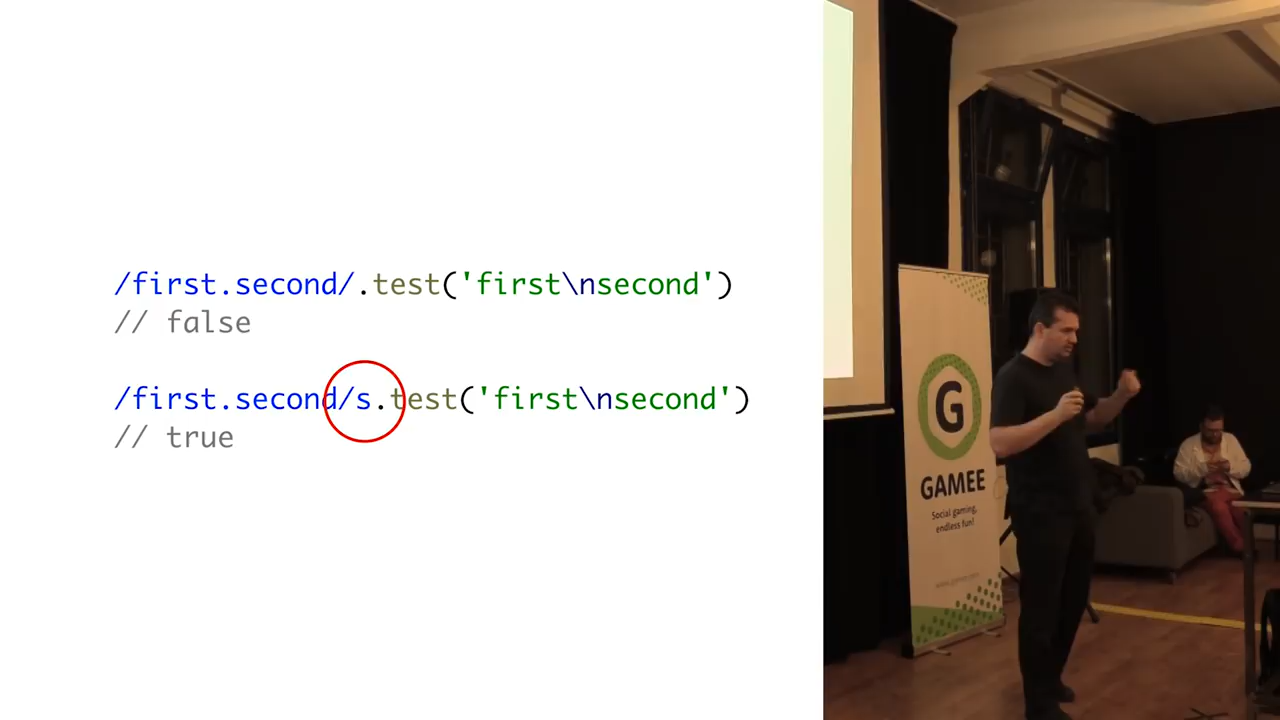 /first.second/.test('first\nsecond')
// false
/first.second/s.test('first\nsecond')
// true
G
GAMEE
Social gaming,
endless fun!